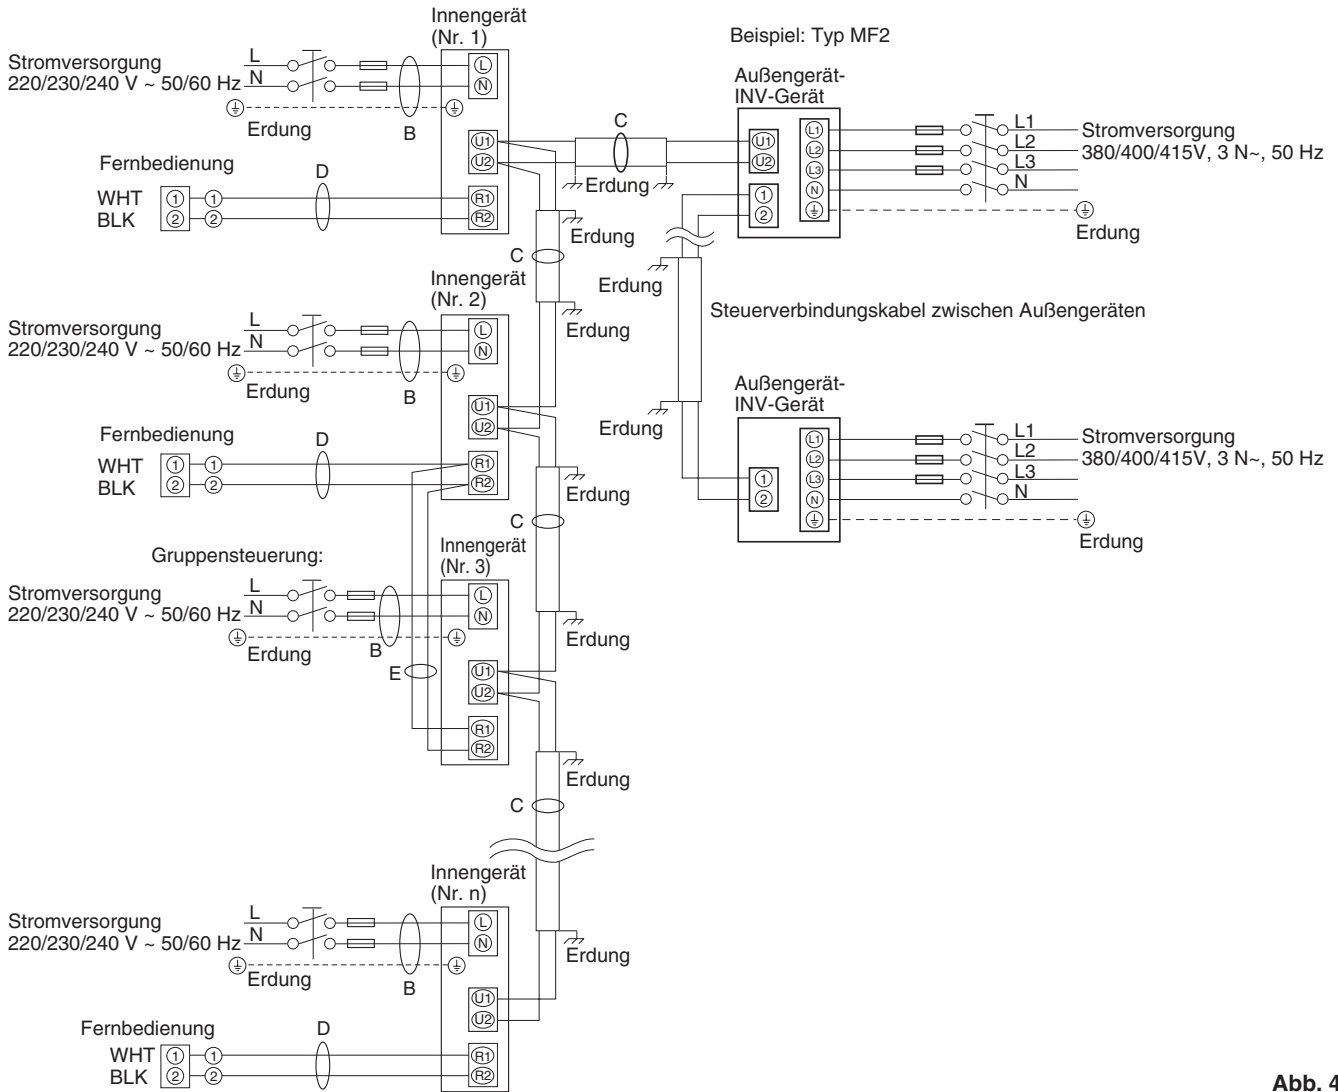 Innengerät
(Nr. 1)
Beispiel: Typ MF2
Stromversorgung
220/230/240 V ~ 50/60 Hz
L
N
Erdung
B
L
N
U1
U2
R1
R2
Fernbedienung
WHT
BLK
1
2
1
2
D
C
Erdung
Außengerät-
INV-Gerät
U1
U2
1
2
L1
L2
L3
N
L1
L2
L3
N
Stromversorgung
380/400/415V, 3 N~, 50 Hz
Erdung
Erdung
C
Erdung
Erdung
Steuerverbindungskabel zwischen Außengeräten
Erdung
Innengerät
(Nr. 2)
Stromversorgung
220/230/240 V ~ 50/60 Hz
L
N
Erdung
B
L
N
U1
U2
R1
R2
Fernbedienung
WHT
BLK
1
2
1
2
D
C
Erdung
Außengerät-
INV-Gerät
1
2
L1
L2
L3
N
L1
L2
L3
N
Stromversorgung
380/400/415V, 3 N~, 50 Hz
Erdung
Gruppensteuerung:
Innengerät
(Nr. 3)
Stromversorgung
220/230/240 V ~ 50/60 Hz
L
N
Erdung
B
E
L
N
U1
U2
R1
R2
Erdung
C
Erdung
Innengerät
(Nr. n)
Stromversorgung
220/230/240 V ~ 50/60 Hz
L
N
Erdung
B
L
N
U1
U2
R1
R2
Erdung
Fernbedienung
WHT
BLK
1
2
1
2
D
Abb. 4